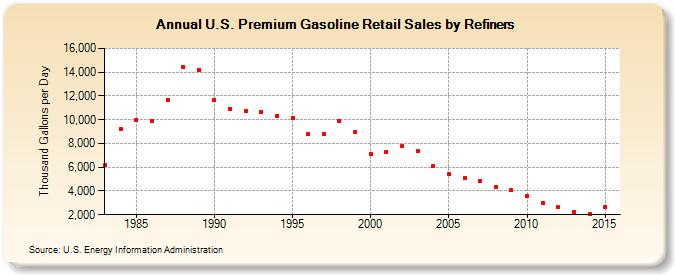 Annual U.S. Premium Gasoline Retail Sales by Refiners
Thousand Gallons per Day
16,000
14,000
12,000
10,000
8,000
6,000
4,000
2,000
1985 1990 1995 2000 2005 2010 2015
Source: U.S. Energy Information Administration